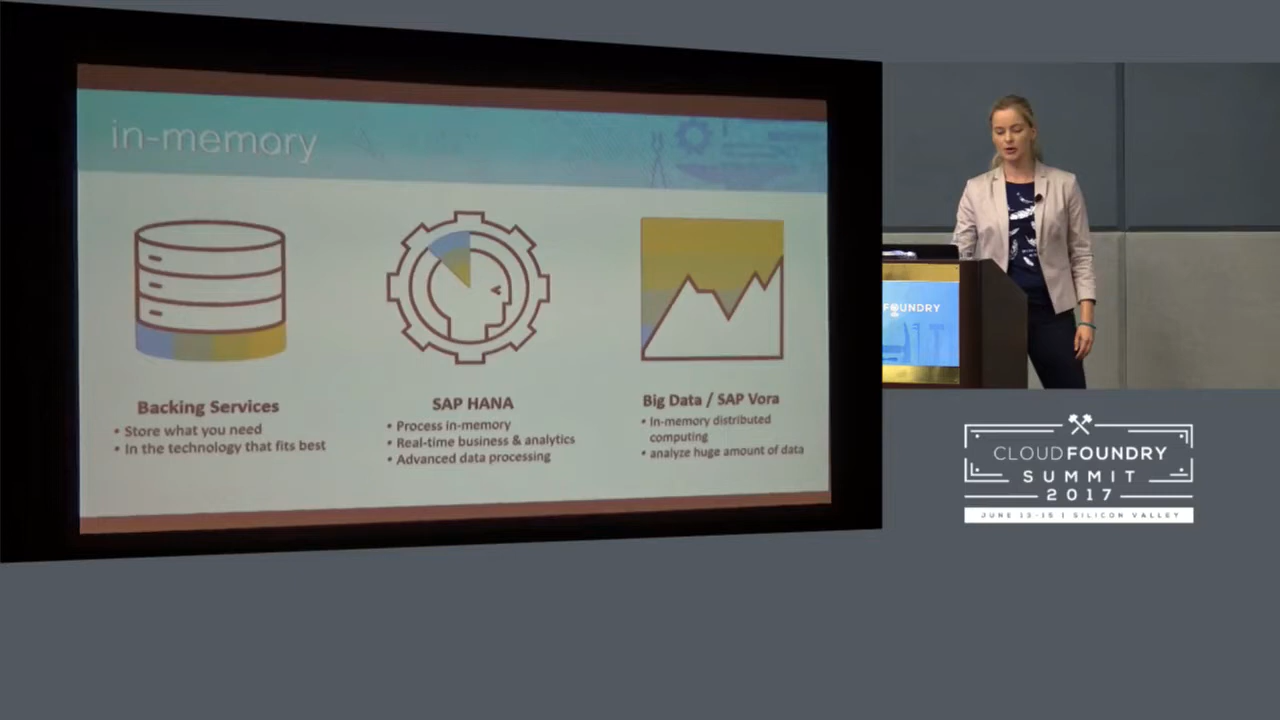 in-memory
Backing Services
• Store what you need
• In the technology that fits best
SAP HANA
• Process in-memory
• Real-time business & analytics
• Advanced data processing
Big Data / SAP Vora
• In-memory distributed
computing
• analyze huge amount of data
FOUNDRY
CLOUDFOUNDRY
SUMMIT
2017
JUNE 13-15 | SILICON VALLEY